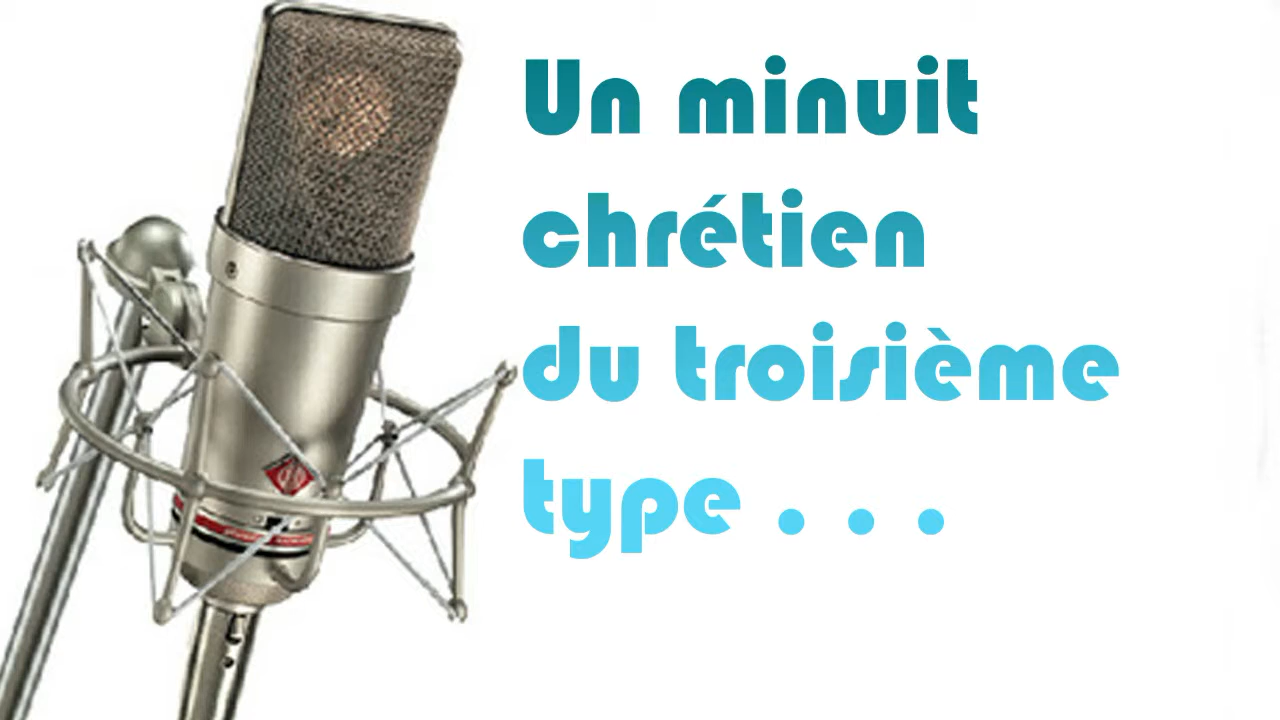 Un minuit
chrétien
du troisième
type . . .